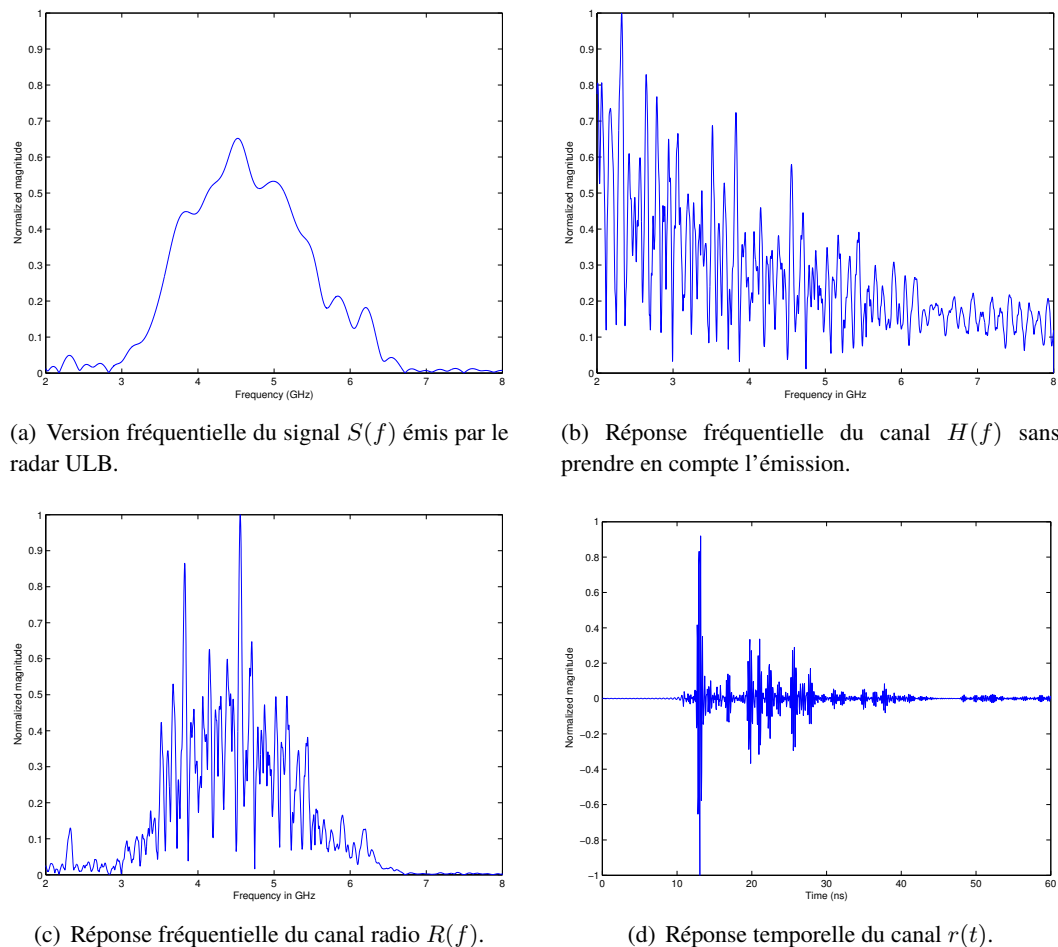 1
0.9
0.8
0.7
0.6
0.5
0.4
0.3
0.2
0.1
0
Normalized magnitude
2 3 4 5 6 7 8
Frequency (GHz)
(a) Version fréquentielle du signal S(f) émis par le
radar ULB.
1
0.9
0.8
0.7
0.6
0.5
0.4
0.3
0.2
0.1
0
Normalized magnitude
2 3 4 5 6 7 8
Frequency in GHz
(b) Réponse fréquentielle du canal H(f) sans
prendre en compte l'émission.
1
0.9
0.8
0.7
0.6
0.5
0.4
0.3
0.2
0.1
0
Normalized magnitude
2 3 4 5 6 7 8
Frequency in GHz
(c) Réponse fréquentielle du canal radio R(f).
1
0.8
0.6
0.4
0.2
0
−0.2
−0.4
−0.6
−0.8
−1
Normalized magnitude
0 10 20 30 40 50 60
Time (ns)
(d) Réponse temporelle du canal r(t).